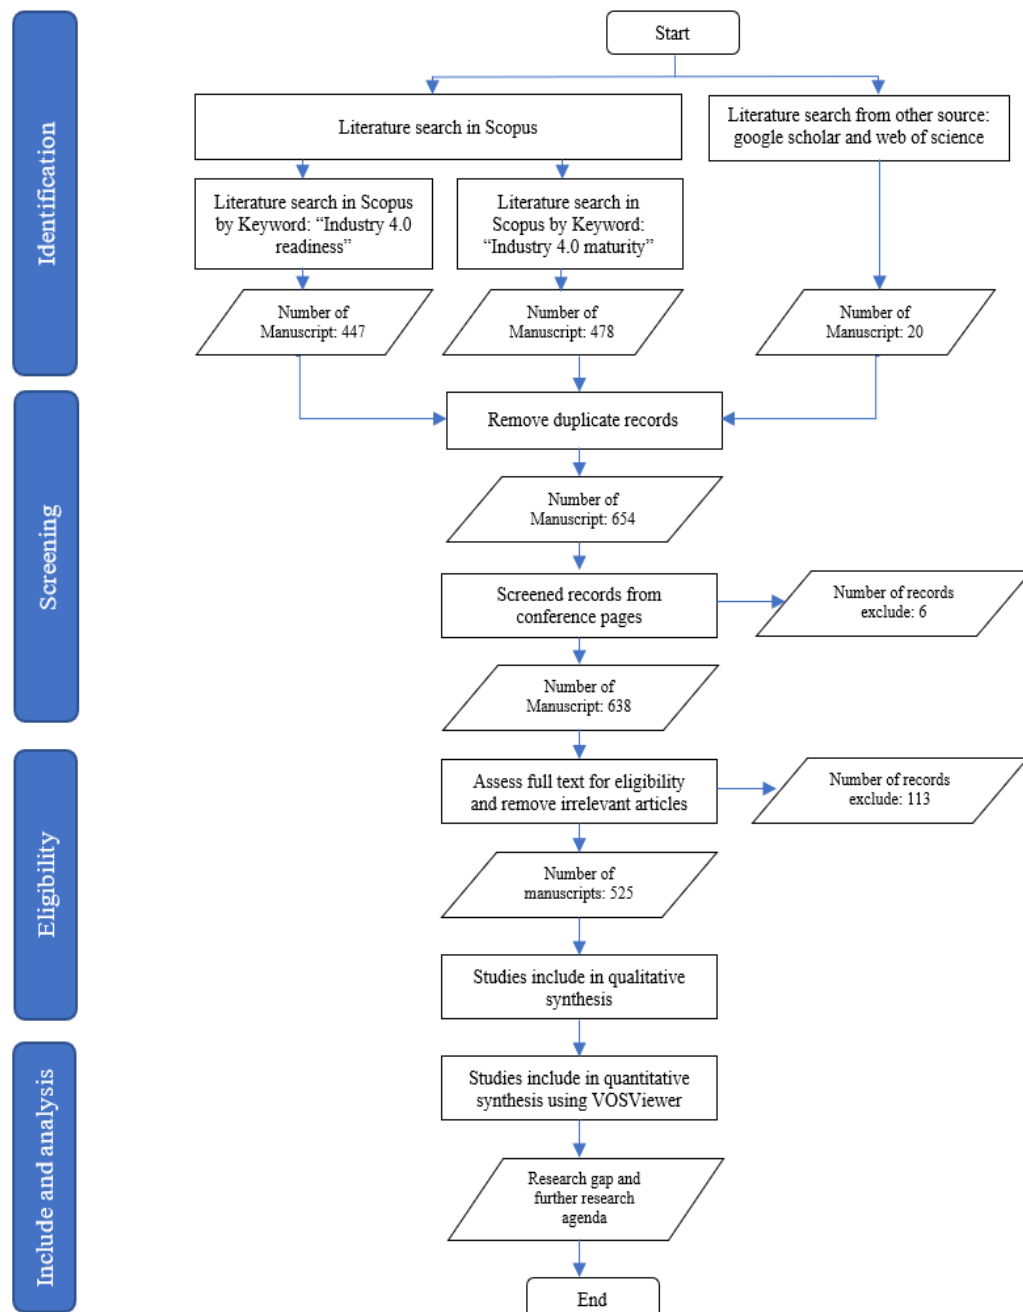 Identification
Start
Literature search in Scopus
Literature search from other source:
google scholar and web of science
Literature search in Scopus
by Keyword: “Industry 4.0
readiness”
Literature search in
Scopus by Keyword:
“Industry 4.0 maturity”
Number of
Manuscript: 447
Number of
Manuscript: 478
Number of
Manuscript: 20
Screening
Remove duplicate records
Number of
Manuscript: 654
Screened records from
conference pages
Number of records
exclude: 6
Number of
Manuscript: 638
Eligibility
Assess full text for eligibility
and remove irrelevant articles
Number of records
exclude: 113
Number of
manuscripts: 525
Studies include in qualitative
synthesis
Include and analysis
Studies include in quantitative
synthesis using VOSViewer
Research gap and
further research
agenda
End